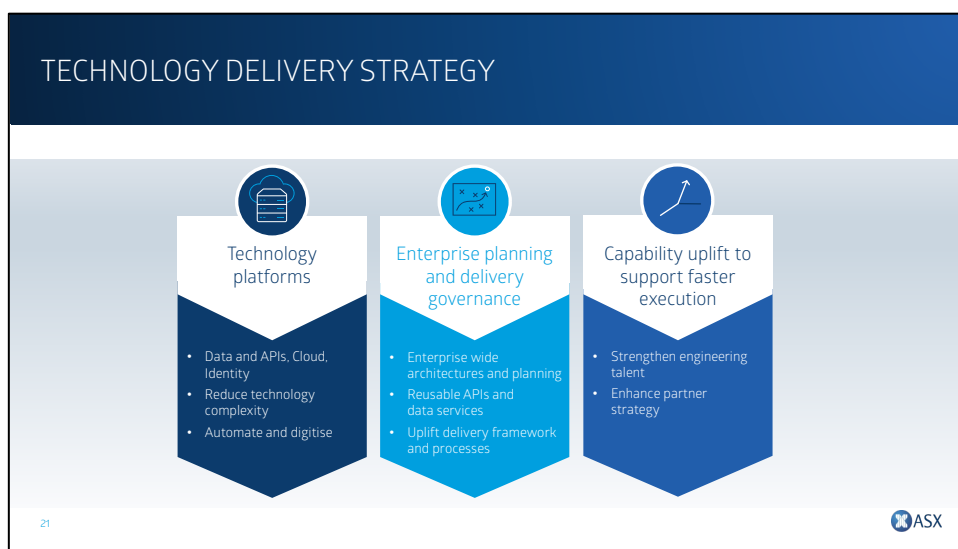 TECHNOLOGY DELIVERY STRATEGY
Technology
platforms
• Data and APIs, Cloud,
Identity
• Reduce technology
complexity
• Automate and digitise
Enterprise planning
and delivery
governance
• Enterprise wide
architectures and planning
• Reusable APIs and
data services
• Uplift delivery framework
and processes
Capability uplift to
support faster
execution
• Strengthen engineering
talent
• Enhance partner
strategy
21
ASX